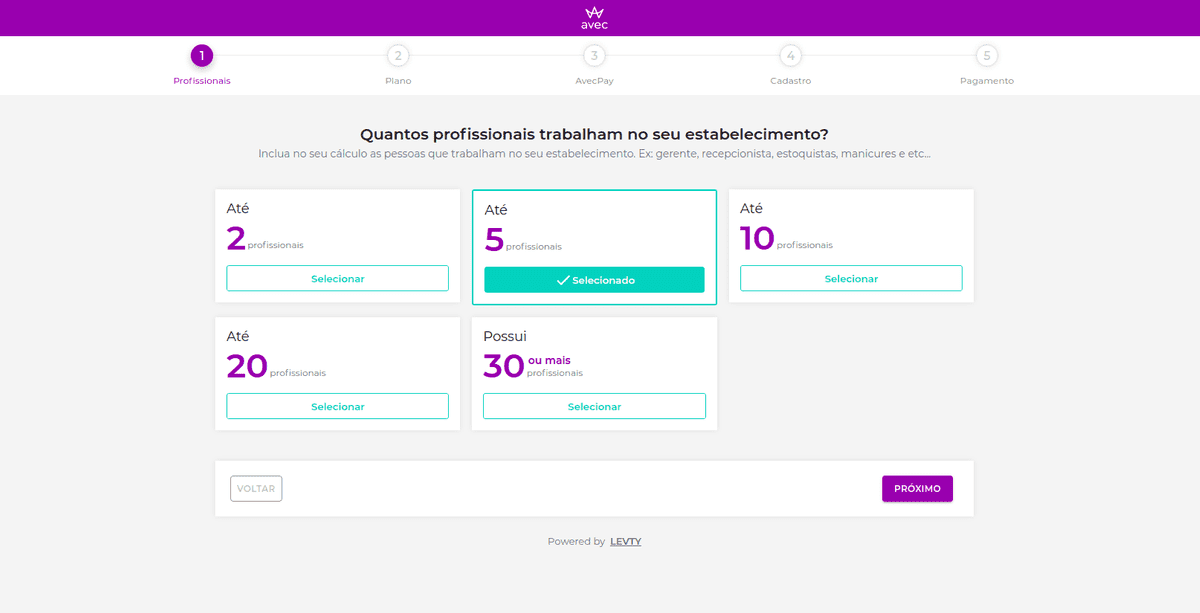 avec
1
2
3
4
5
Profissionais
Plano
AvecPay
Cadastro
Pagamento
Quantos profissionais trabalham no seu estabelecimento?
Inclua no seu cálculo as pessoas que trabalham no seu estabelecimento. Ex: gerente, recepcionista, estoquistas, manicures e etc...
Até
2 profissionais
Selecionar
Até
5 profissionais
Selecionado
Até
10 profissionais
Selecionar
Até
20 profissionais
Selecionar
Possui
30 ou mais
profissionais
Selecionar
VOLTAR
PRÓXIMO
Powered by LEVTY